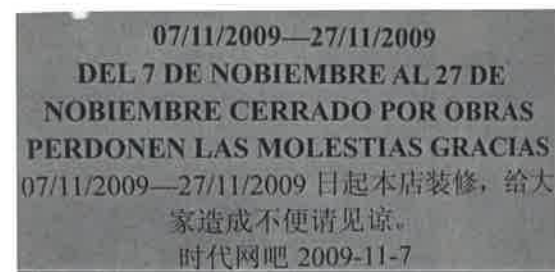 07/11/2009—27/11/2009
DEL 7 DE NOBIEMBRE AL 27 DE
NOBIEMBRE CERRADO POR OBRAS
PERDONEN LAS MOLESTIAS GRACIAS
07/11/2009—27/11/2009 日起本店装修，给大
家造成不便请见谅。
时代网吧 2009-11-7